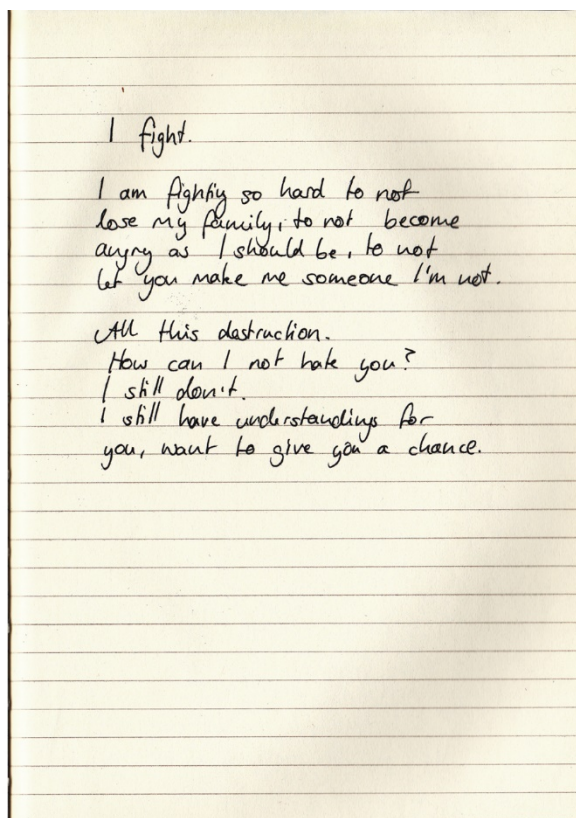 I fight.
I am fighting so hard to not
lose my family, to not become
angry as I should be, to not
let you make me someone I'm not.
All this destruction.
How can I not hate you?
I still don't.
I still have understandings for
you, want to give you a chance.